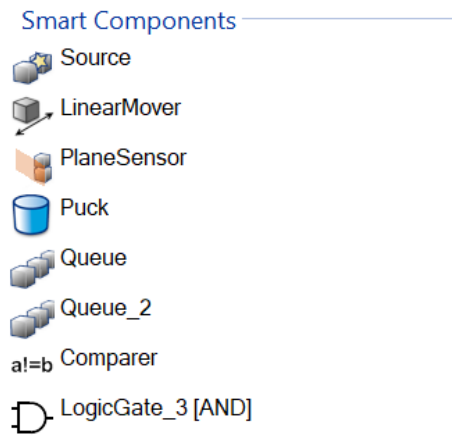 Smart Components
Source
LinearMover
PlaneSensor
Puck
Queue
Queue_2
a!=b Comparer
LogicGate_3 [AND]